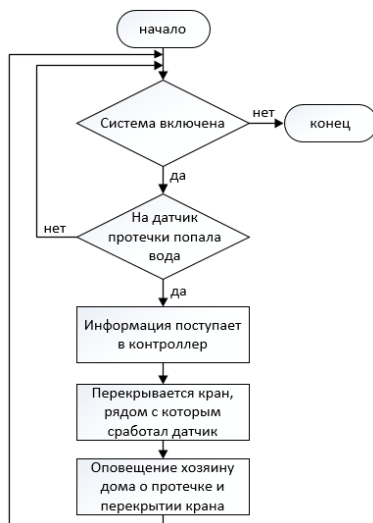 начало
Система включена
нет
конец
да
нет
На датчик
протечки попала
вода
да
Информация поступает
в контроллер
Перекрывается кран,
рядом с которым
сработал датчик
Оповещение хозяину
дома о протечке и
перекрытии крана